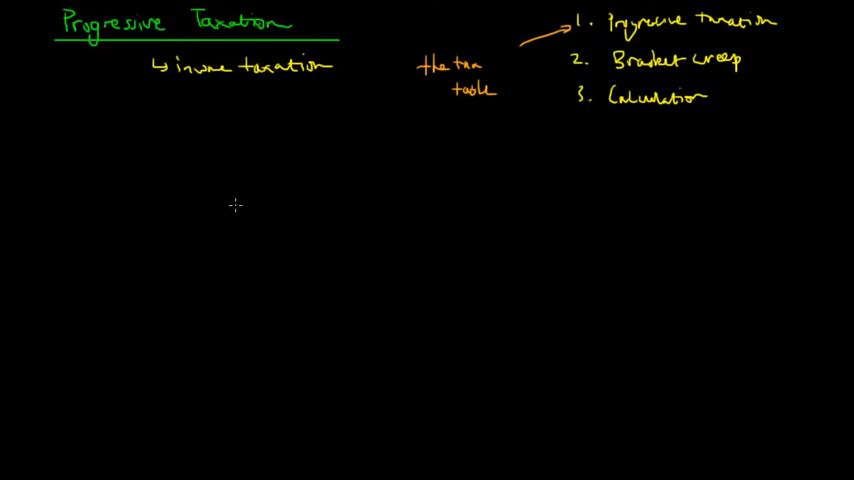 Progressive Taxation
↳ income taxation
the tax
table
1. Progressive taxation
2. Bracket creep
3. Calculation